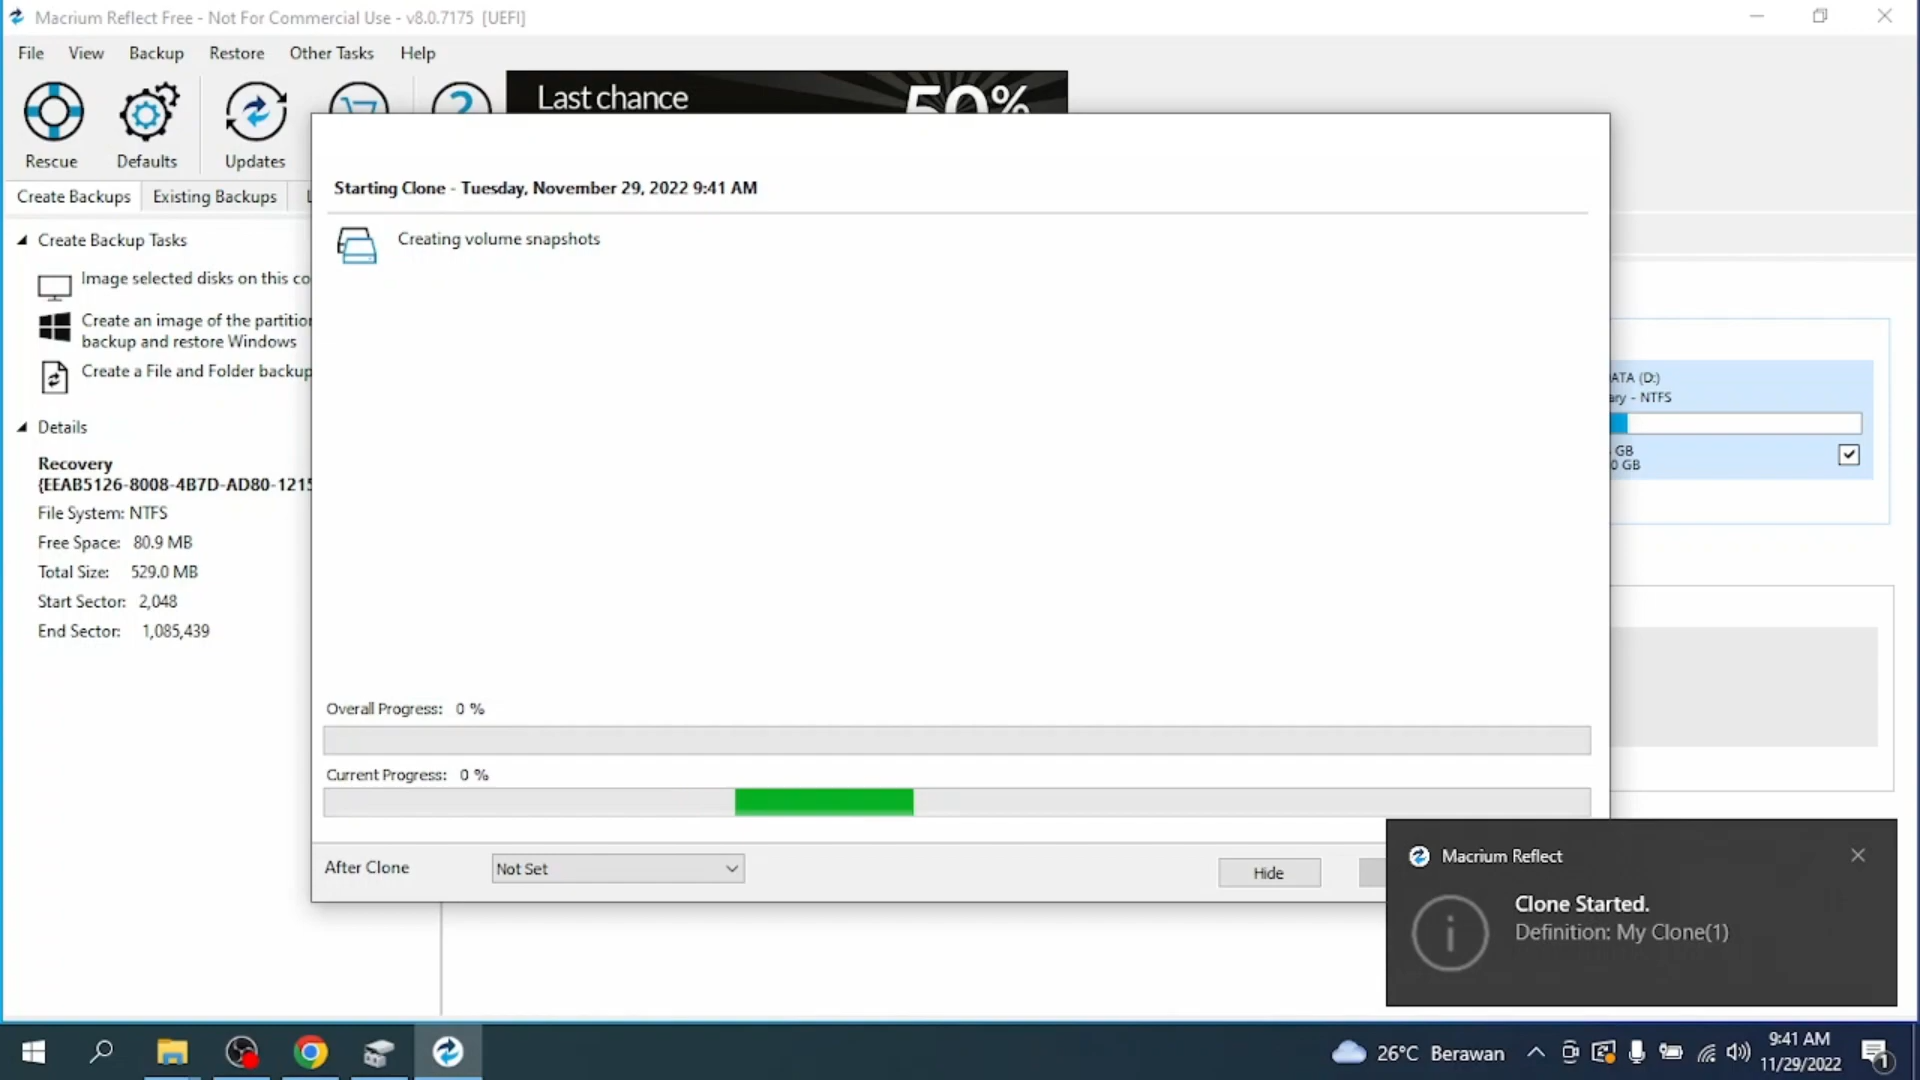 Macrium Reflect Free - Not For Commercial Use - v8.0.7175 [UEFI]
File View Backup Restore Other Tasks Help
Last chance 50%
Rescue Defaults Updates
Create Backups Existing Backups
Create Backup Tasks
Image selected disks on this co
Create an image of the partition
backup and restore Windows
Create a File and Folder backup
Details
Recovery
{EEAB5126-8008-4B7D-AD80-1215
File System: NTFS
Free Space: 80.9 MB
Total Size: 529.0 MB
Start Sector: 2,048
End Sector: 1,085,439
Starting Clone - Tuesday, November 29, 2022 9:41 AM
Creating volume snapshots
Overall Progress: 0 %
Current Progress: 0 %
After Clone Not Set Hide
ATA (D:)
ary - NTFS
GB
0 GB
Macrium Reflect
Clone Started.
Definition: My Clone(1)
26°C Berawan
9:41 AM
11/29/2022
1